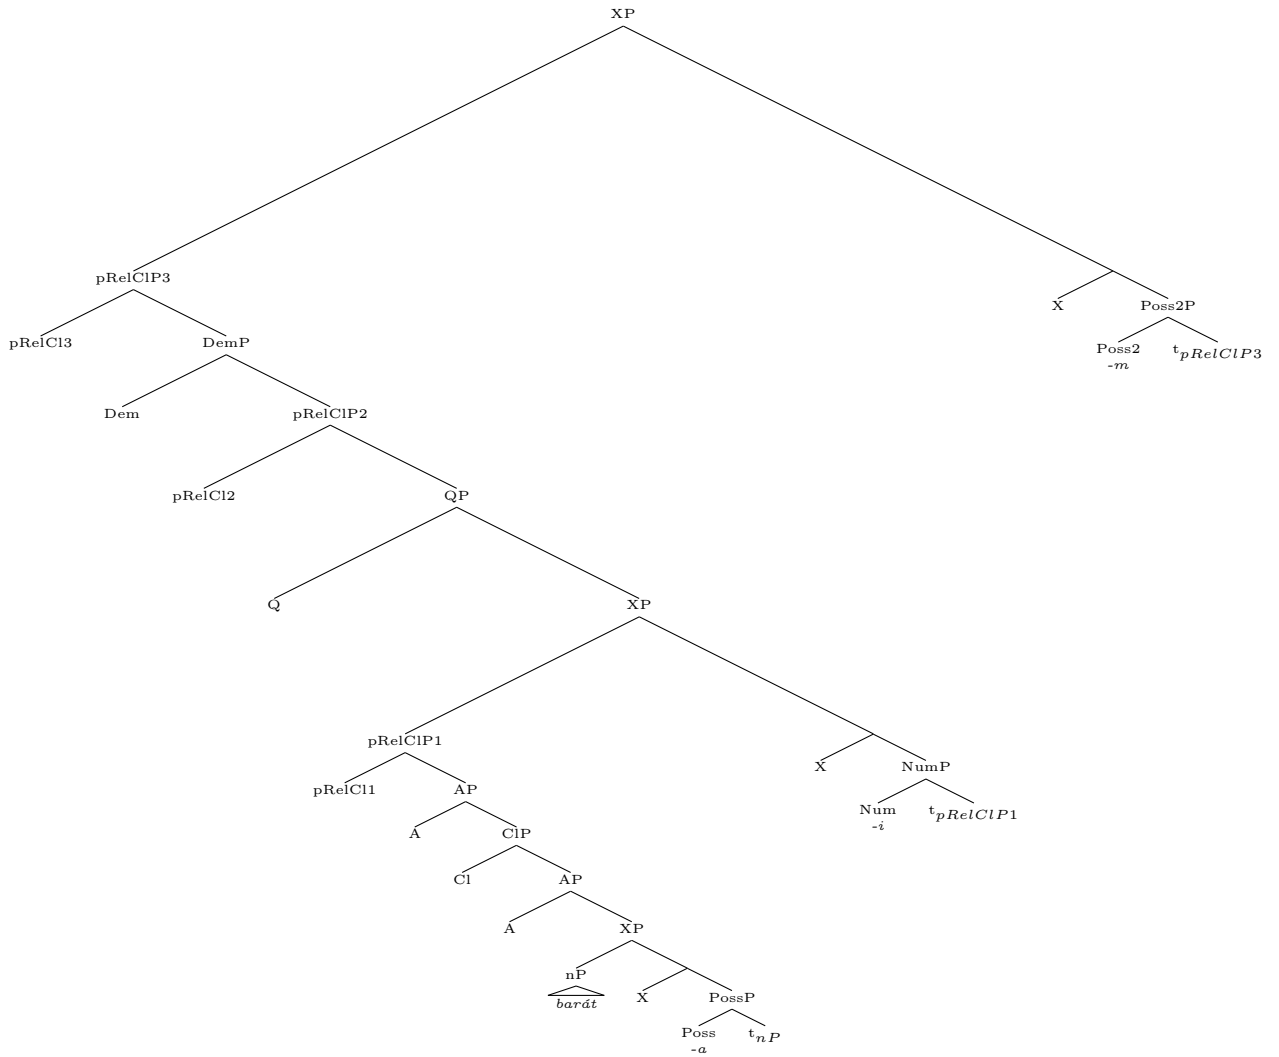 XP
pRelClP3
X Poss2P
pRelCl3 DemP Poss2 t_pRelClP3
-m
Dem pRelClP2
pRelCl2 QP
Q XP
pRelClP1
X NumP
pRelCl1 AP Num t_pRelClP1
-i
A ClP
Cl AP
A XP
nP
barát X PossP
Poss t_nP
-a